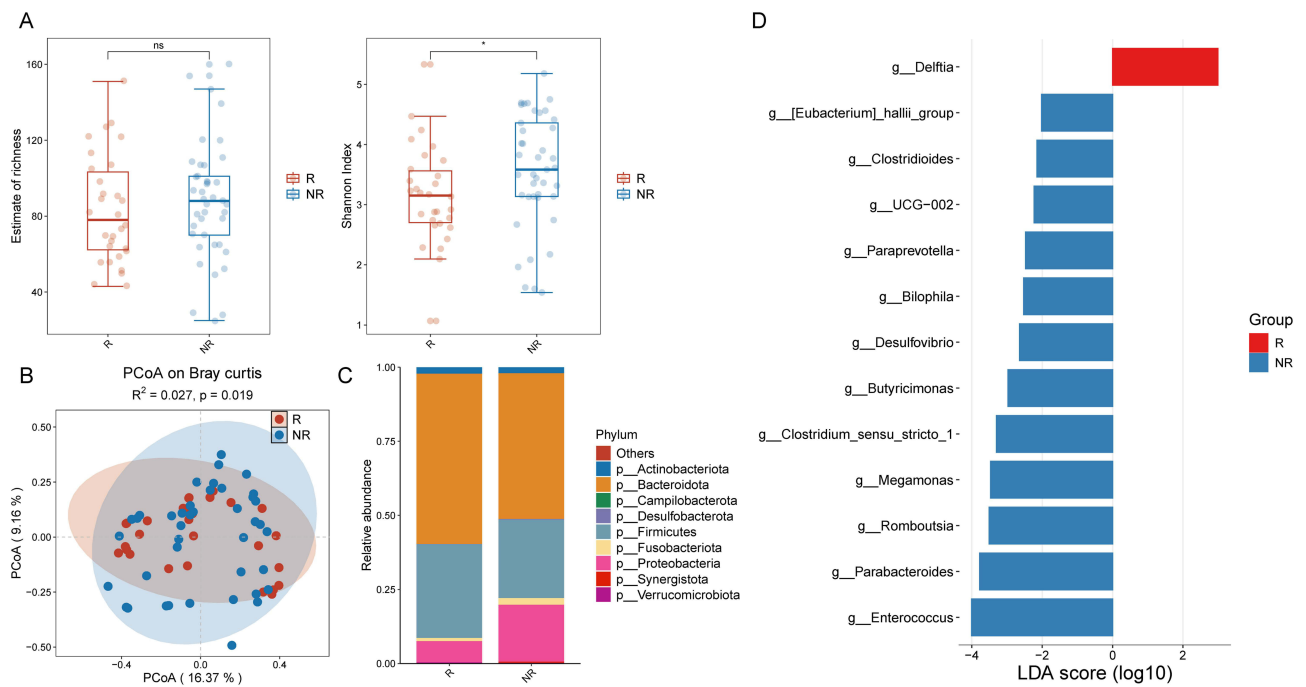 A
ns
160
120
80
40
Estimate of richness
R
NR
R
NR
*
5
4
3
2
1
Shannon Index
R
NR
R
NR
B
PCoA on Bray curtis
R2 = 0.027, p = 0.019
R
NR
0.50
0.25
0.00
−0.25
−0.50
PCoA ( 9.16 % )
−0.4
0.0
0.4
PCoA ( 16.37 % )
C
1.00
0.75
0.50
0.25
0.00
Relative abundance
R
NR
Phylum
Others
p__Actinobacteriota
p__Bacteroidota
p__Campilobacterota
p__Desulfobacterota
p__Firmicutes
p__Fusobacteriota
p__Proteobacteria
p__Synergistota
p__Verrucomicrobiota
D
g__Delftia
g__[Eubacterium]_hallii_group
g__Clostridioides
g__UCG−002
g__Paraprevotella
g__Bilophila
g__Desulfovibrio
g__Butyricimonas
g__Clostridium_sensu_stricto_1
g__Megamonas
g__Romboutsia
g__Parabacteroides
g__Enterococcus
−4
−2
0
2
LDA score (log10)
Group
R
NR